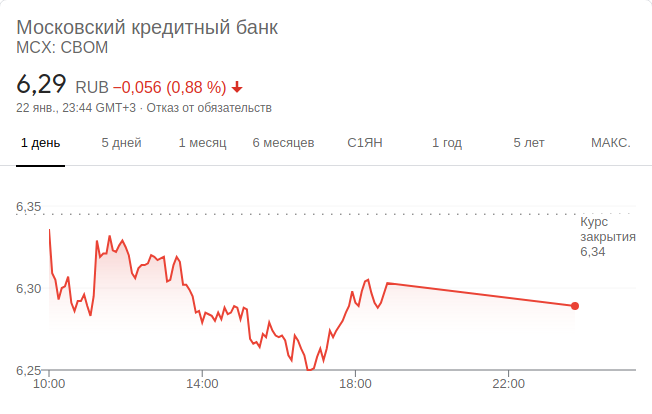 Московский кредитный банк
MCX: CBOM
6,29 RUB −0,056 (0,88 %)
22 янв., 23:44 GMT+3 · Отказ от обязательств
1 день 5 дней 1 месяц 6 месяцев С1ЯН 1 год 5 лет МАКС.
6,35
Курс
закрытия
6,34
6,30
6,25
10:00 14:00 18:00 22:00